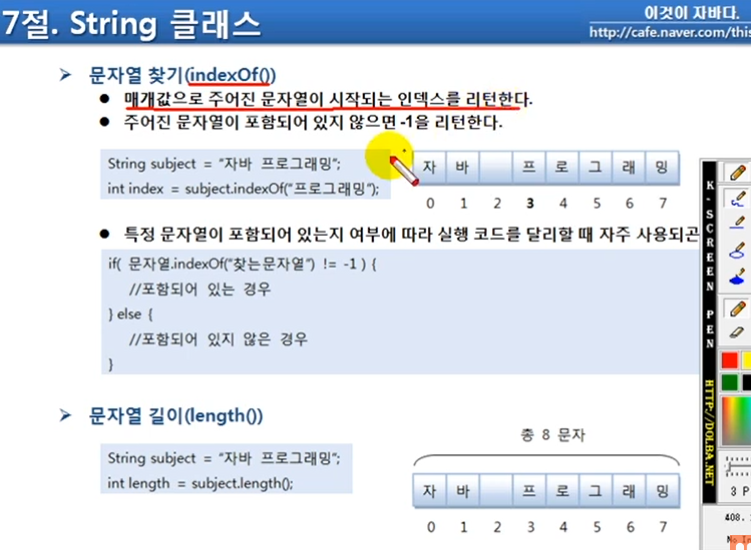 7절. String 클래스
이것이 자바다.
http://cafe.naver.com/this
문자열 찾기(indexOf())
매개값으로 주어진 문자열이 시작되는 인덱스를 리턴한다.
주어진 문자열이 포함되어 있지 않으면 -1을 리턴한다.
String subject = "자바 프로그래밍";
int index = subject.indexOf("프로그래밍");
자 바 프 로 그 래 밍
0 1 2 3 4 5 6 7
특정 문자열이 포함되어 있는지 여부에 따라 실행 코드를 달리할 때 자주 사용되곤
if( 문자열.indexOf("찾는문자열") != -1 ) {
//포함되어 있는 경우
} else {
//포함되어 있지 않은 경우
}
문자열 길이(length())
String subject = "자바 프로그래밍";
int length = subject.length();
총 8 문자
자 바 프 로 그 래 밍
0 1 2 3 4 5 6 7
K-SCREEN PEN
HTTP://DOLBA.NET
3 P
408.